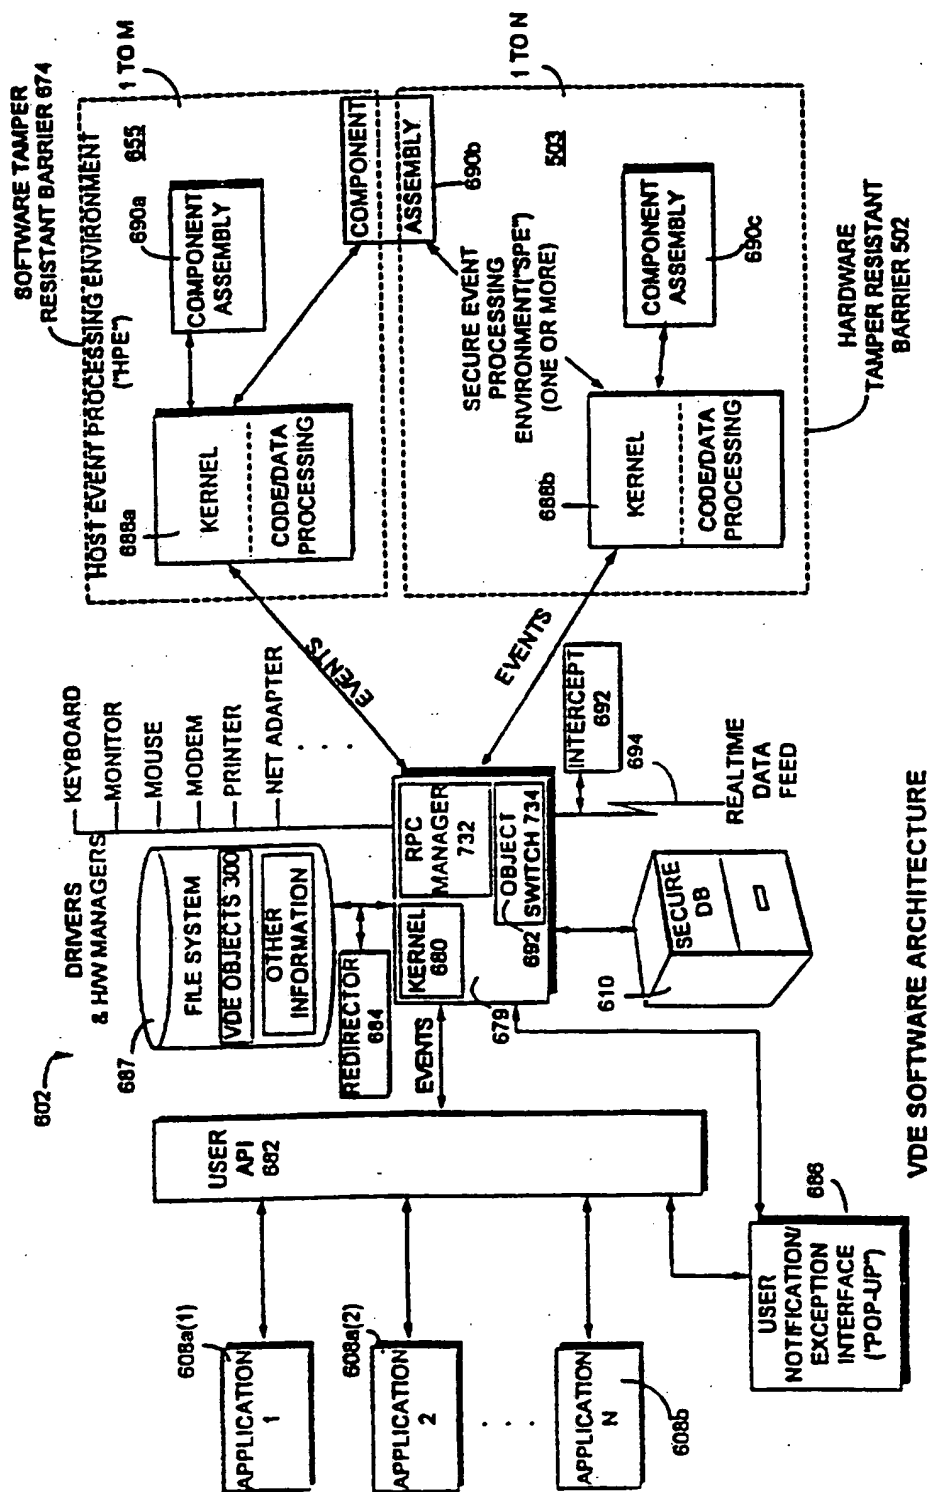 SOFTWARE TAMPER
RESISTANT BARRIER 674
HOST EVENT PROCESSING ENVIRONMENT
("HPE")
655
1 TO M
690a
COMPONENT
ASSEMBLY
688a
KERNEL
CODE/DATA
PROCESSING
COMPONENT
ASSEMBLY
690b
SECURE EVENT
PROCESSING
ENVIRONMENT("SPE")
(ONE OR MORE)
503
1 TO N
688b
KERNEL
CODE/DATA
PROCESSING
COMPONENT
ASSEMBLY
690c
HARDWARE
TAMPER RESISTANT
BARRIER 502
EVENTS
EVENTS
602
DRIVERS
& H/W MANAGERS
KEYBOARD
MONITOR
MOUSE
MODEM
PRINTER
NET ADAPTER
. . .
687
FILE SYSTEM
VDE OBJECTS 300
OTHER
INFORMATION
REDIRECTOR
684
KERNEL
680
RPC
MANAGER
732
692
OBJECT
SWITCH 734
679
INTERCEPT
692
694
REALTIME
DATA
FEED
SECURE
DB
610
EVENTS
USER
API
682
608a(1)
APPLICATION
1
608a(2)
APPLICATION
2
. . .
APPLICATION
N
608b
USER
NOTIFICATION/
EXCEPTION
INTERFACE
("POP-UP")
686
VDE SOFTWARE ARCHITECTURE